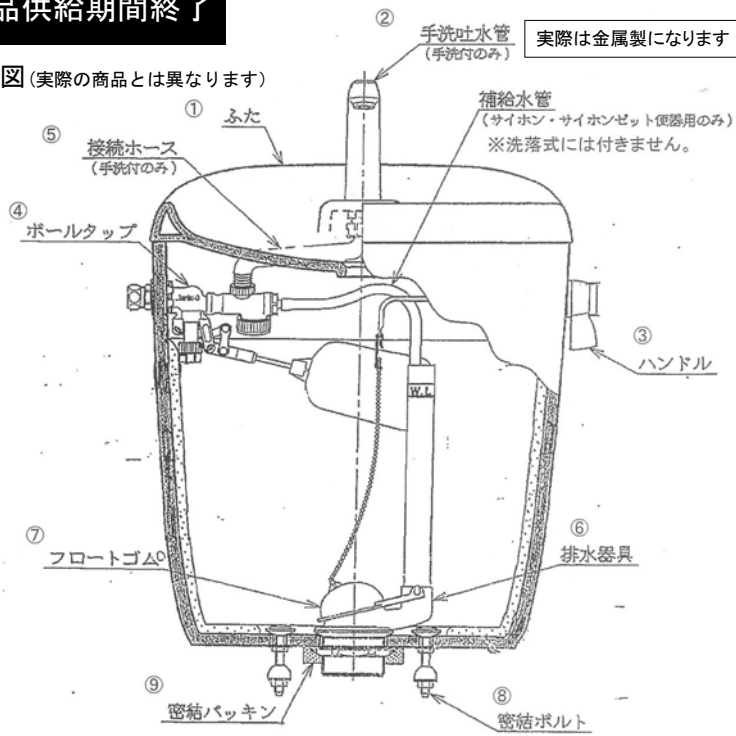 品供給期間終了
図(実際の商品とは異なります)
②
手洗吐水管
(手洗付のみ)
実際は金属製になります
①
ふた
補給水管
(サイホン・サイホンゼット便器用のみ)
※洗落式には付きません。
⑤
接続ホース
(手洗付のみ)
④
ボールタップ
③
ハンドル
W.L
⑦
フロートゴム
⑥
排水器具
⑨
密結パッキン
⑧
密結ボルト